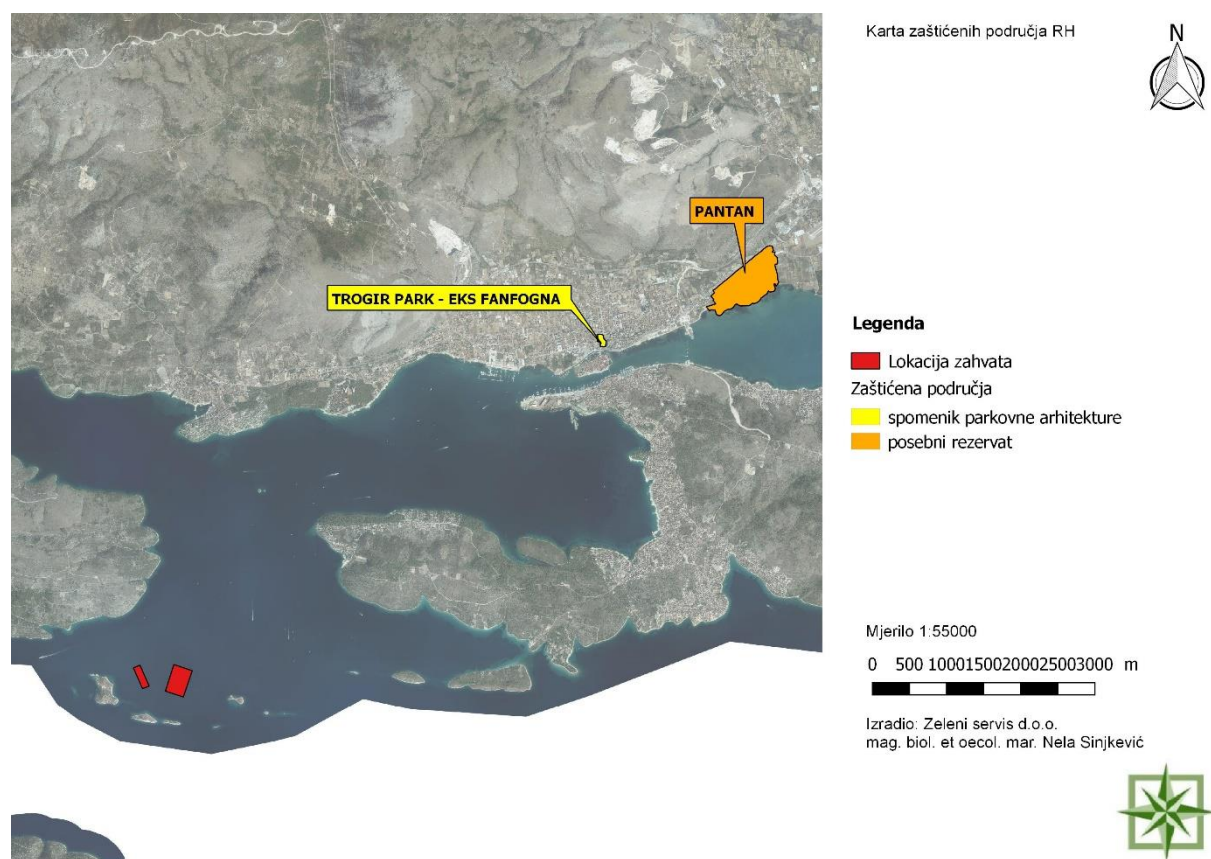 Karta zaštićenih područja RH
N
PANTAN
TROGIR PARK - EKS FANFOGNA
Legenda
Lokacija zahvata
Zaštićena područja
spomenik parkovne arhitekture
posebni rezervat
Mjerilo 1:55000
0 500 10001500200025003000 m
Izradio: Zeleni servis d.o.o.
mag. biol. et oecol. mar. Nela Sinjkević